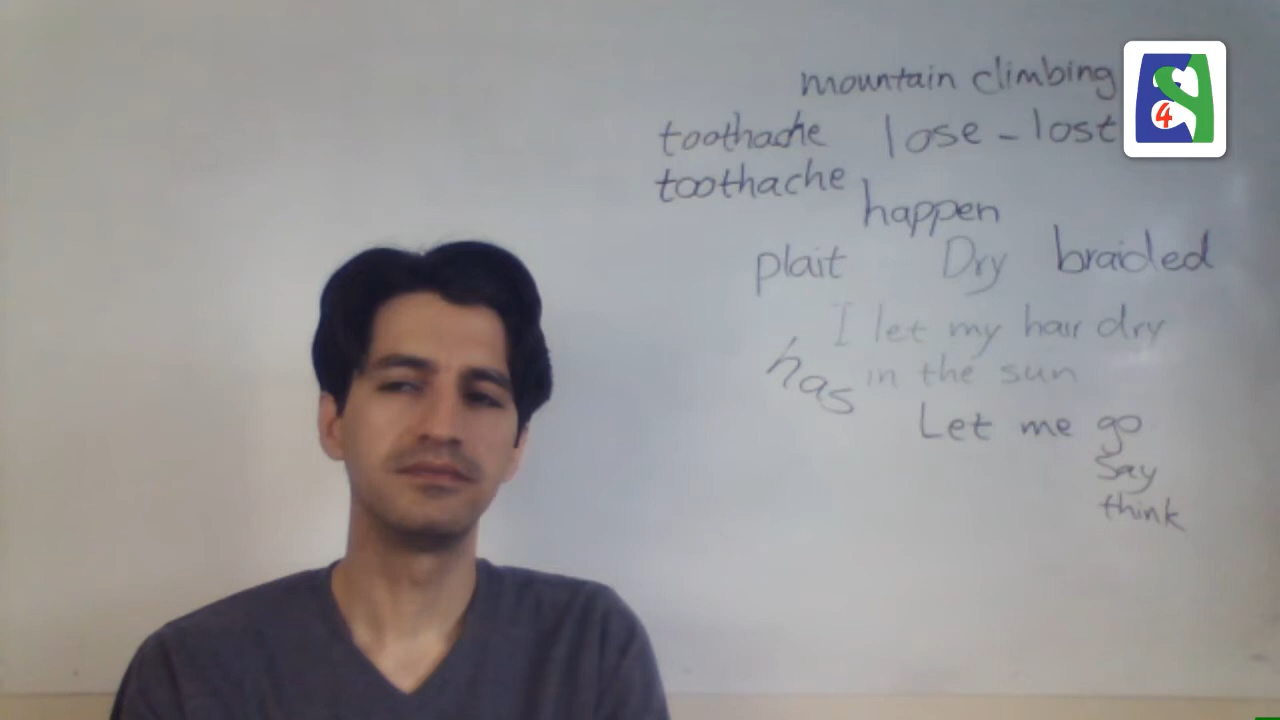 mountain climbing
toothache lose - lost
toothache
happen
plait Dry braided
I let my hair dry
has in the sun
Let me go
say
think
4